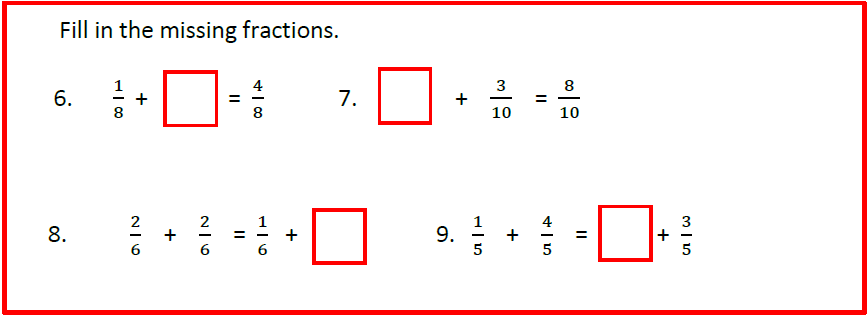 Fill in the missing fractions.
6. 1/8 + □ = 4/8 7. □ + 3/10 = 8/10
8. 2/6 + 2/6 = 1/6 + □ 9. 1/5 + 4/5 = □ + 3/5